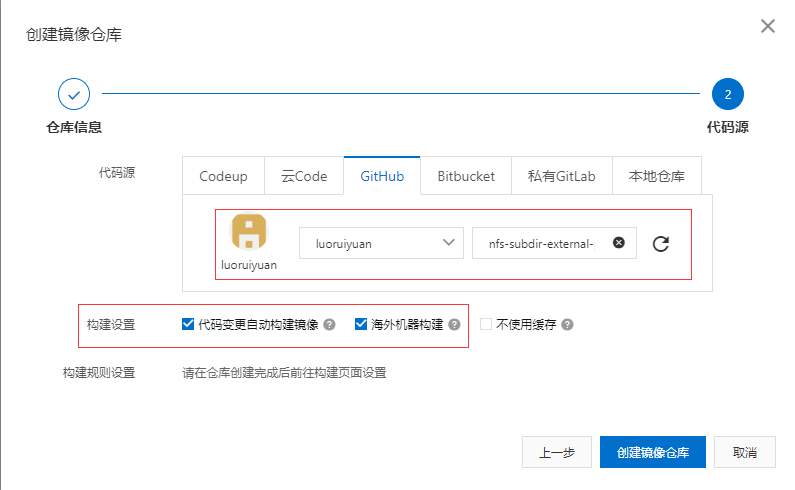 创建镜像仓库
2
仓库信息 代码源
代码源 Codeup 云Code GitHub Bitbucket 私有GitLab 本地仓库
luoruiyuan nfs-subdir-external-
luoruiyuan
构建设置 代码变更自动构建镜像 海外机器构建 不使用缓存
构建规则设置 请在仓库创建完成后前往构建页面设置
上一步 创建镜像仓库 取消